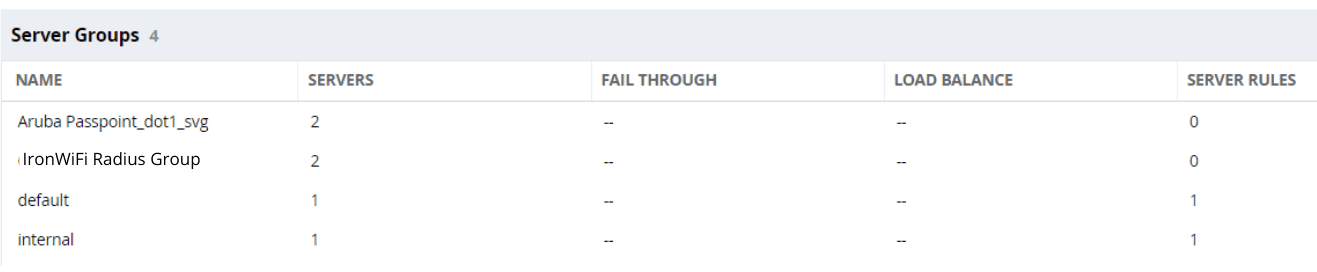 Server Groups 4
NAME SERVERS FAIL THROUGH LOAD BALANCE SERVER RULES
Aruba Passpoint_dot1_svg 2 -- -- 0
IronWiFi Radius Group 2 -- -- 0
default 1 -- -- 1
internal 1 -- -- 1